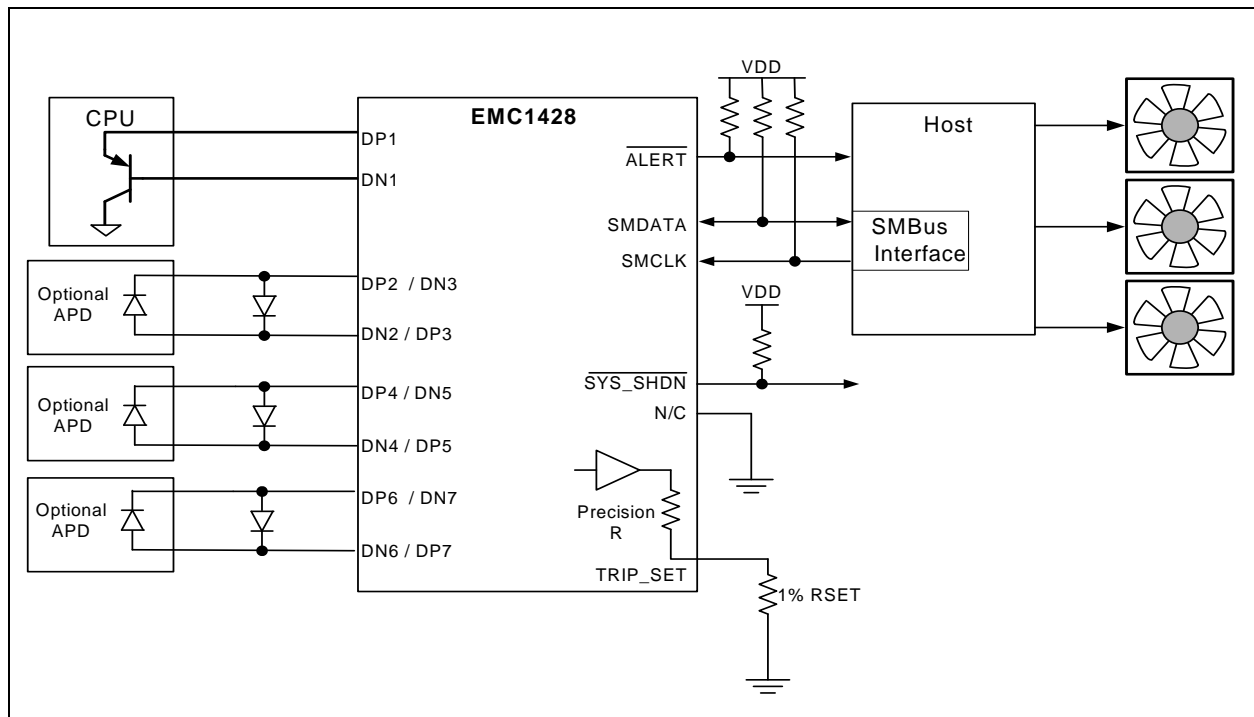 CPU
EMC1428
DP1
DN1
ALERT
SMDATA
SMCLK
VDD
Host
SMBus
Interface
Optional
APD
DP2 / DN3
DN2 / DP3
VDD
SYS_SHDN
N/C
Optional
APD
DP4 / DN5
DN4 / DP5
Optional
APD
DP6 / DN7
DN6 / DP7
Precision
R
TRIP_SET
1% RSET